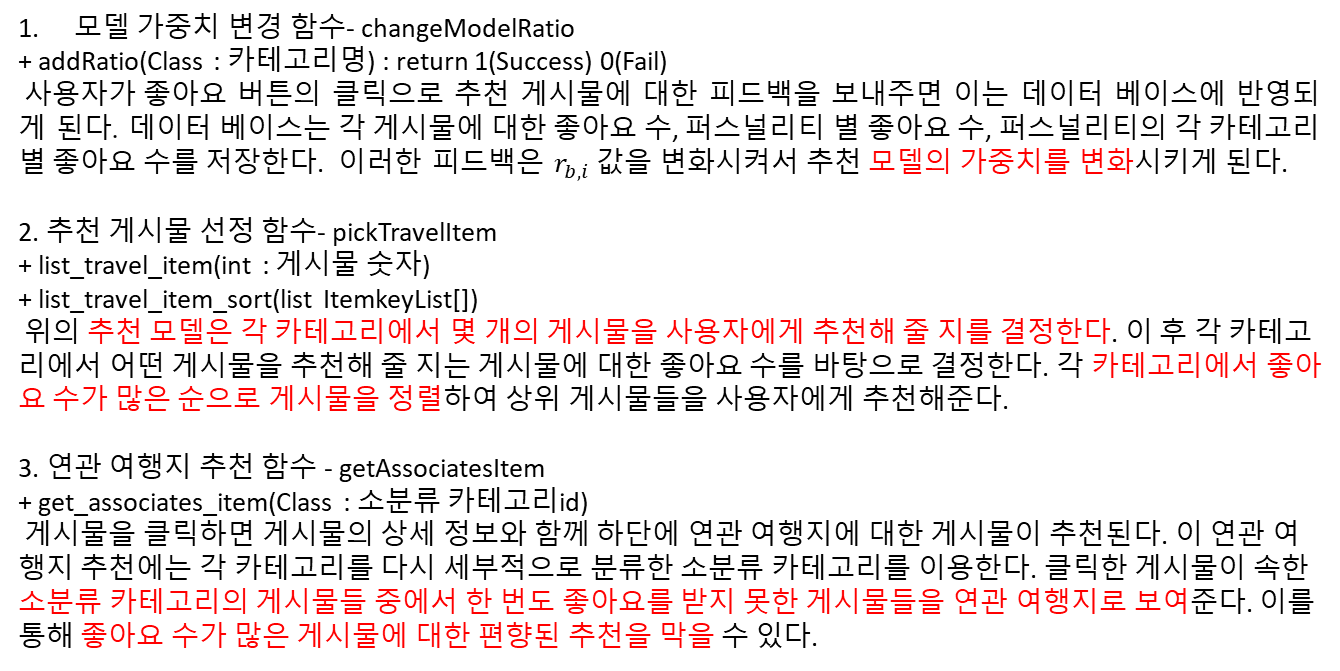 1. 모델 가중치 변경 함수- changeModelRatio
+ addRatio(Class : 카테고리명) : return 1(Success) 0(Fail)
사용자가 좋아요 버튼의 클릭으로 추천 게시물에 대한 피드백을 보내주면 이는 데이터 베이스에 반영되
게 된다. 데이터 베이스는 각 게시물에 대한 좋아요 수, 퍼스널리티 별 좋아요 수, 퍼스널리티의 각 카테고리
별 좋아요 수를 저장한다. 이러한 피드백은 r_{b,i} 값을 변화시켜서 추천 모델의 가중치를 변화시키게 된다.
2. 추천 게시물 선정 함수- pickTravelItem
+ list_travel_item(int : 게시물 숫자)
+ list_travel_item_sort(list ItemkeyList[])
위의 추천 모델은 각 카테고리에서 몇 개의 게시물을 사용자에게 추천해 줄 지를 결정한다. 이 후 각 카테고
리에서 어떤 게시물을 추천해 줄 지는 게시물에 대한 좋아요 수를 바탕으로 결정한다. 각 카테고리에서 좋아
요 수가 많은 순으로 게시물을 정렬하여 상위 게시물들을 사용자에게 추천해준다.
3. 연관 여행지 추천 함수 - getAssociatesItem
+ get_associates_item(Class : 소분류 카테고리id)
게시물을 클릭하면 게시물의 상세 정보와 함께 하단에 연관 여행지에 대한 게시물이 추천된다. 이 연관 여
행지 추천에는 각 카테고리를 다시 세부적으로 분류한 소분류 카테고리를 이용한다. 클릭한 게시물이 속한
소분류 카테고리의 게시물들 중에서 한 번도 좋아요를 받지 못한 게시물들을 연관 여행지로 보여준다. 이를
통해 좋아요 수가 많은 게시물에 대한 편향된 추천을 막을 수 있다.